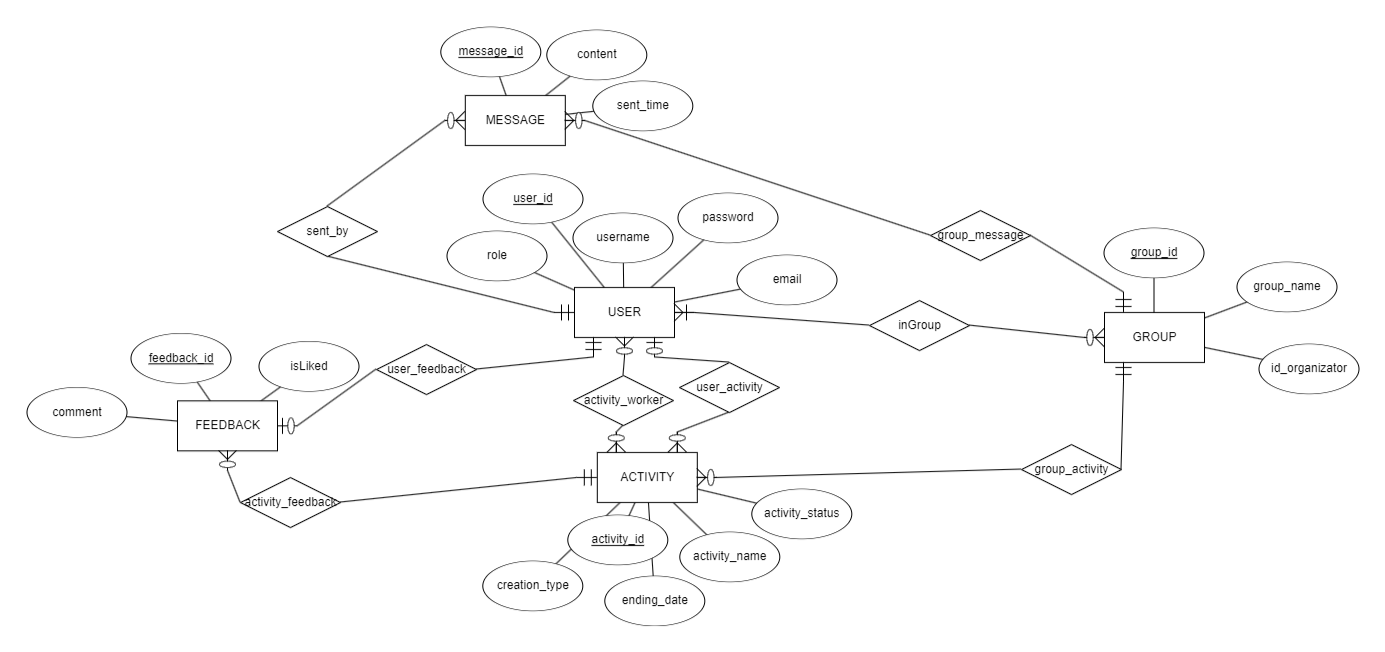 message_id
content
sent_time
MESSAGE
user_id
password
username
sent_by
group_message
role
group_id
email
group_name
USER
inGroup
GROUP
feedback_id
isLiked
user_feedback
id_organizator
user_activity
activity_worker
comment
FEEDBACK
ACTIVITY
group_activity
activity_feedback
activity_status
activity_id
activity_name
creation_type
ending_date